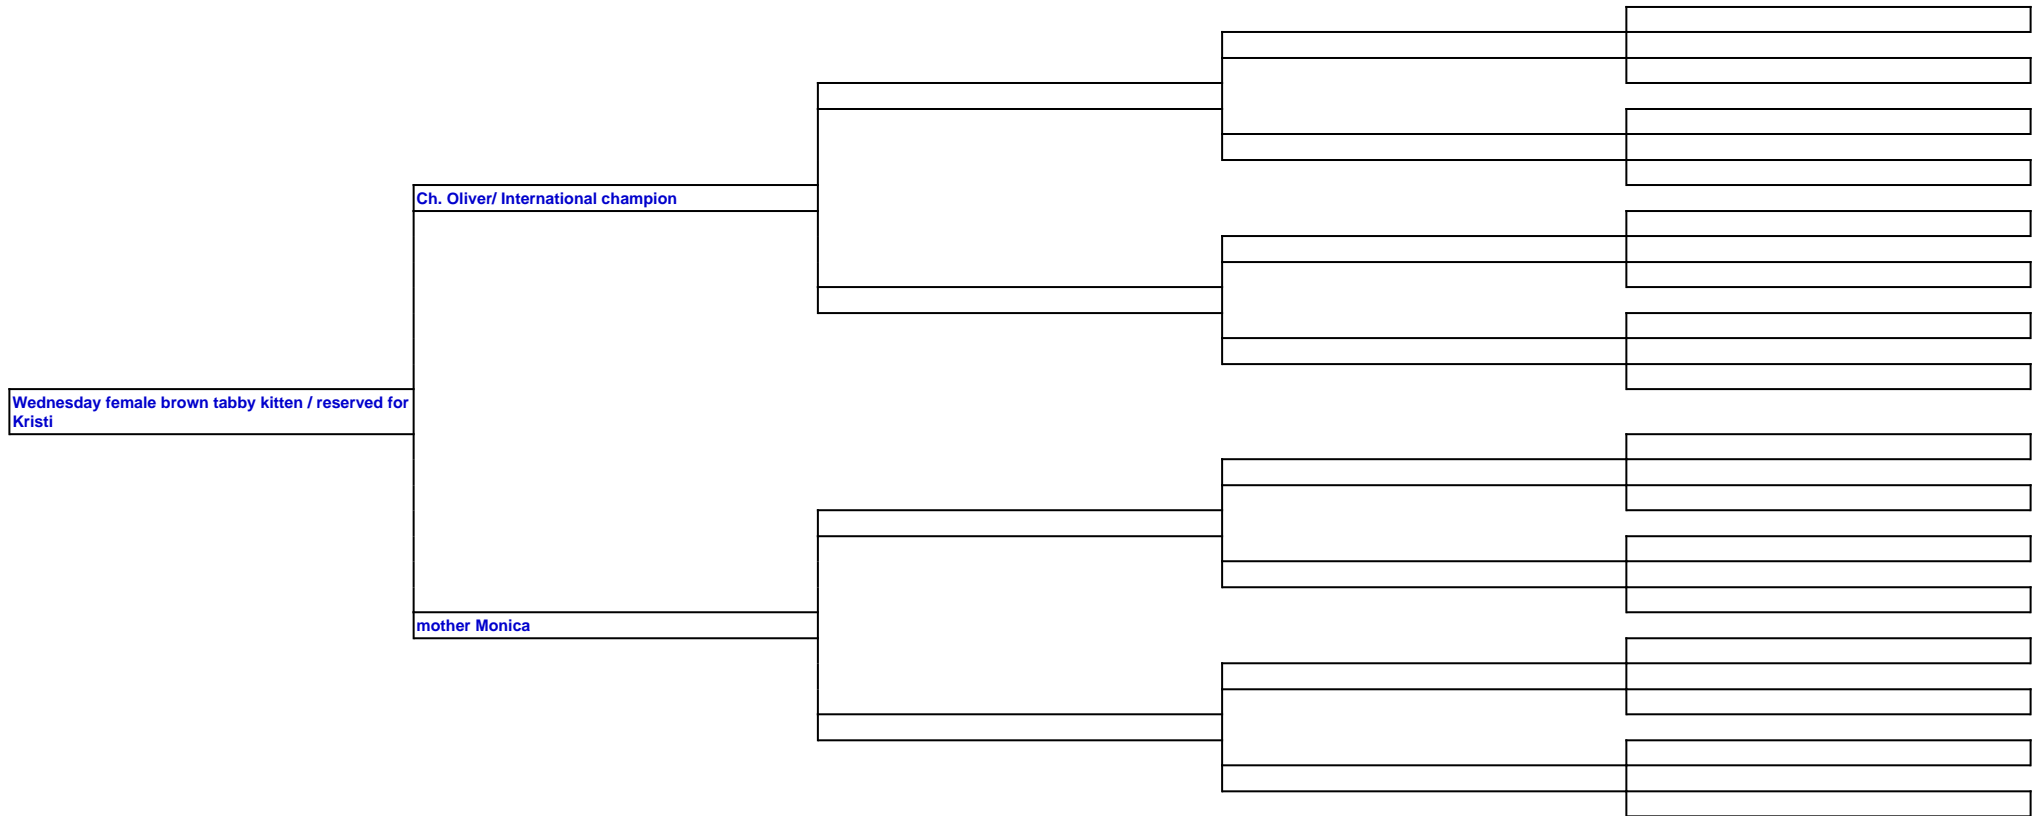 Ch. Oliver/ International champion
Wednesday female brown tabby kitten / reserved for
Kristi
mother Monica